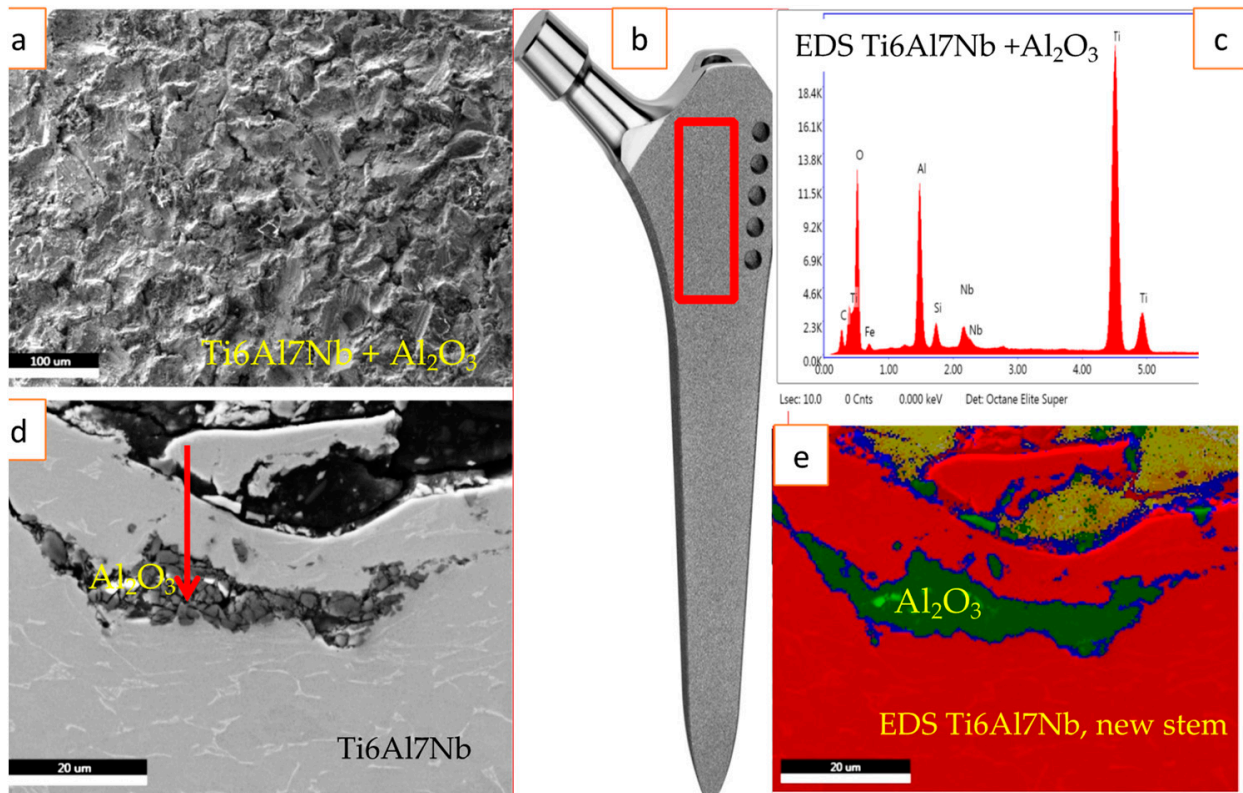 a
Ti6Al7Nb + Al₂O₃
100 um
b
EDS Ti6Al7Nb +Al₂O₃
c
18.4K
16.1K
13.8K
11.5K
9.2K
6.9K
4.6K
2.3K
0.0K
C
Ti
O
Fe
Al
Si
Nb
Nb
Ti
Ti
0.00 1.00 2.00 3.00 4.00 5.00
Lsec: 10.0 0 Cnts 0.000 keV Det: Octane Elite Super
d
Al₂O₃
Ti6Al7Nb
20 um
e
Al₂O₃
EDS Ti6Al7Nb, new stem
20 um